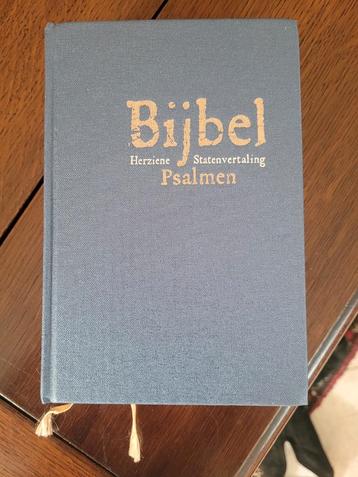 Bijbel
Herziene Statenvertaling
Psalmen